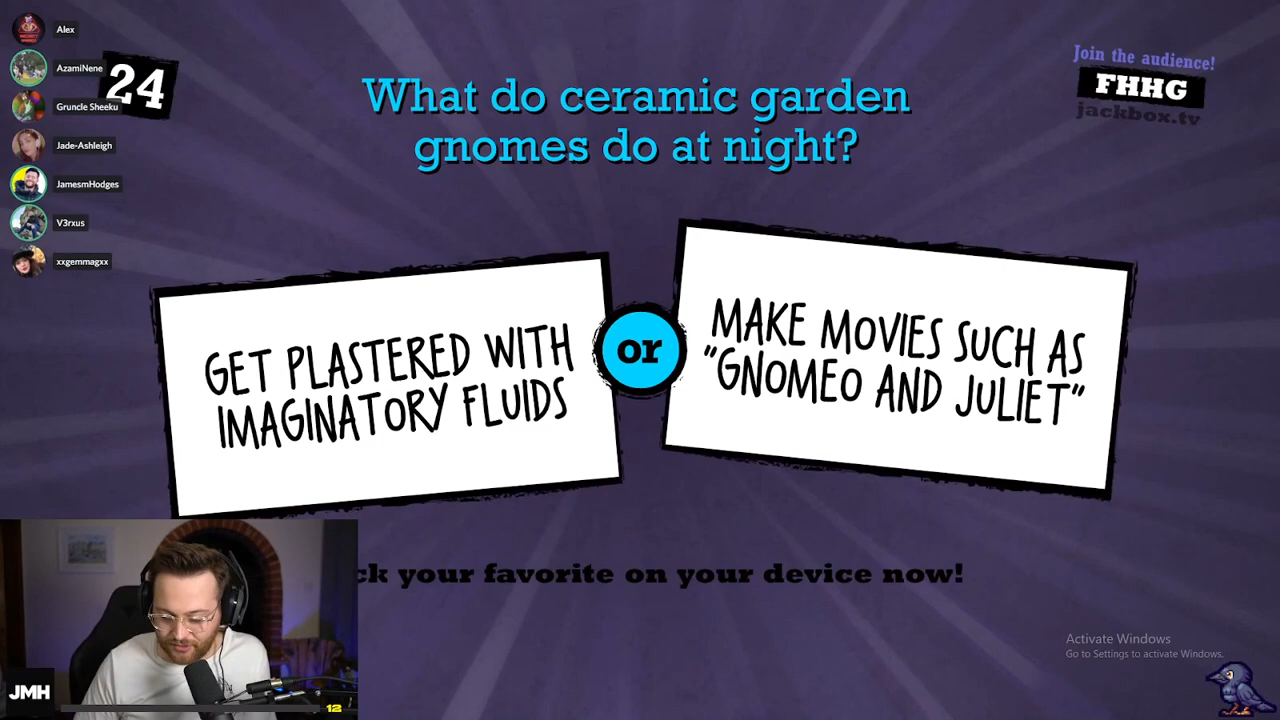 Alex
AzamiNene
Gruncle Sheeku
Jade-Ashleigh
JamesmHodges
V3rxus
xxgemmagxx
24
What do ceramic garden
gnomes do at night?
Join the audience!
FHHG
jackbox.tv
GET PLASTERED WITH
IMAGINATORY FLUIDS
or
MAKE MOVIES SUCH AS
"GNOMEO AND JULIET"
ck your favorite on your device now!
Activate Windows
Go to Settings to activate Windows.
JMH
12